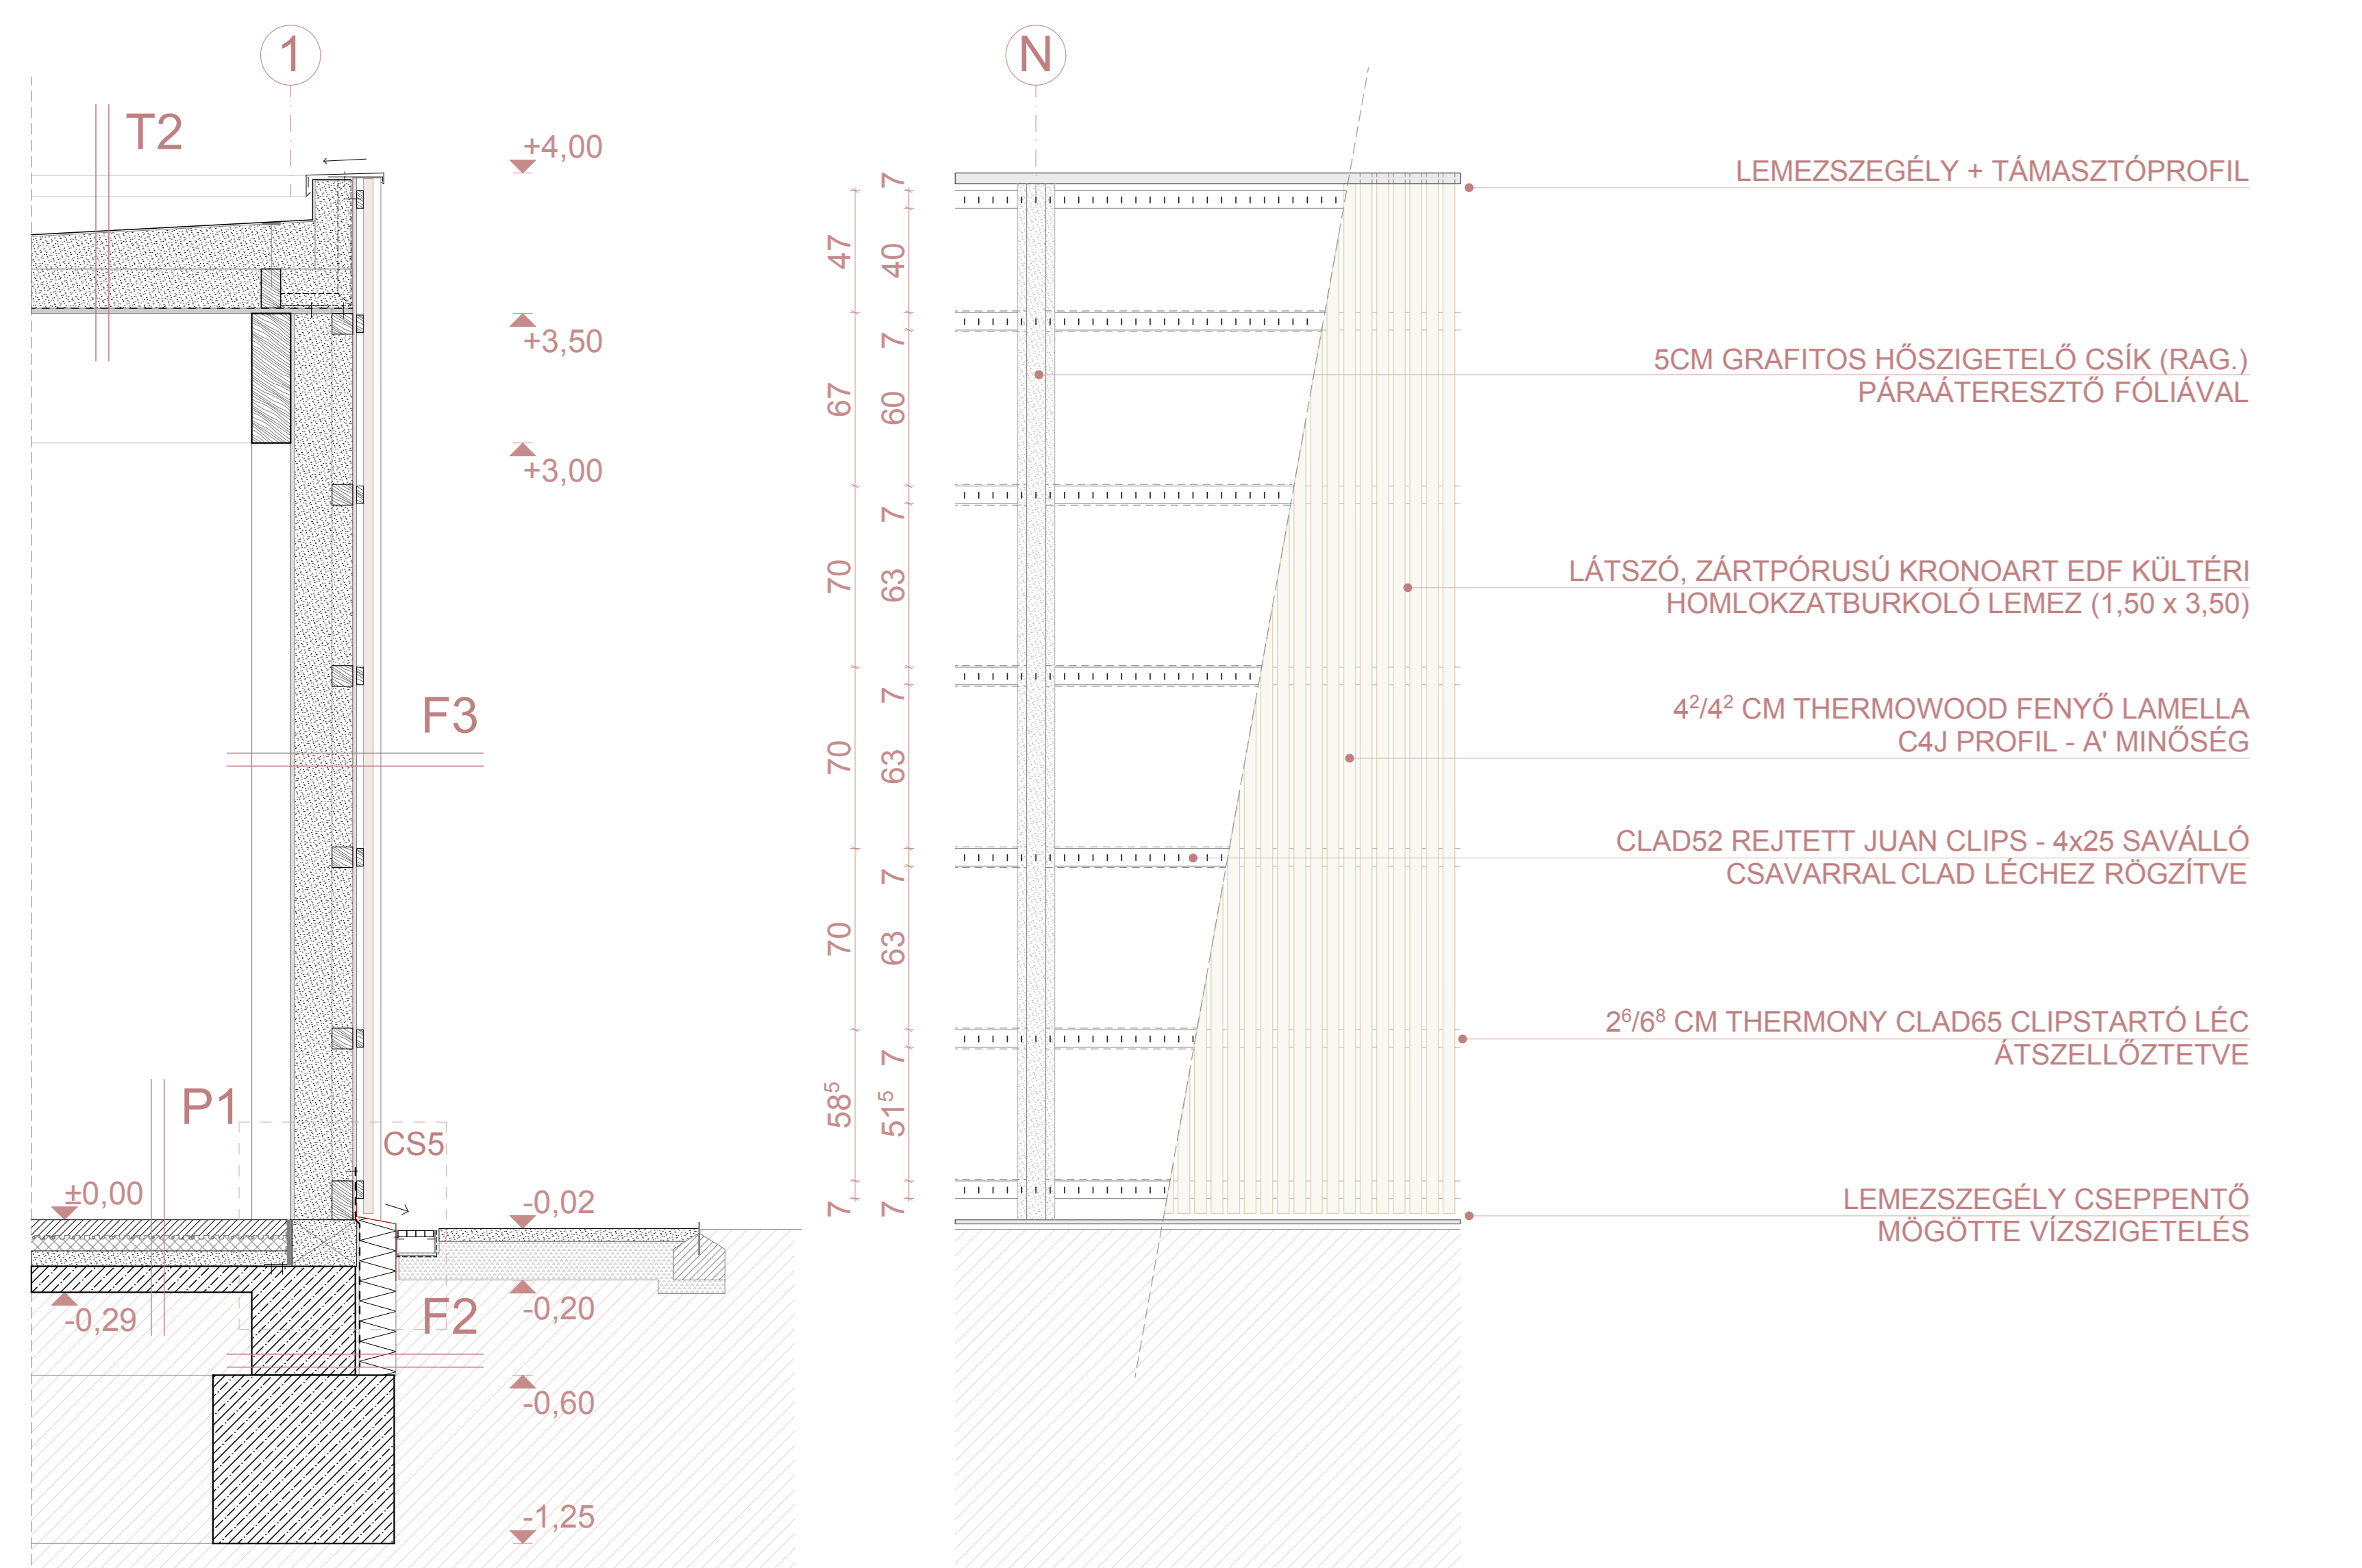 1
N
T2
+4,00
+3,50
+3,00
F3
P1
CS5
±0,00
-0,02
-0,29
F2
-0,20
-0,60
-1,25
47
67
70
70
70
58⁵
7
7
40
7
60
7
63
7
63
7
63
7
51⁵
7
LEMEZSZEGÉLY + TÁMASZTÓPROFIL
5CM GRAFITOS HŐSZIGETELŐ CSÍK (RAG.)
PÁRAÁTERESZTŐ FÓLIÁVAL
LÁTSZÓ, ZÁRTPÓRUSÚ KRONOART EDF KÜLTÉRI
HOMLOKZATBURKOLÓ LEMEZ (1,50 x 3,50)
4²/4² CM THERMOWOOD FENYŐ LAMELLA
C4J PROFIL - A' MINŐSÉG
CLAD52 REJTETT JUAN CLIPS - 4x25 SAVÁLLÓ
CSAVARRAL CLAD LÉCHEZ RÖGZÍTVE
2⁶/6⁸ CM THERMONY CLAD65 CLIPSTARTÓ LÉC
ÁTSZELLŐZTETVE
LEMEZSZEGÉLY CSEPPENTŐ
MÖGÖTTE VÍZSZIGETELÉS